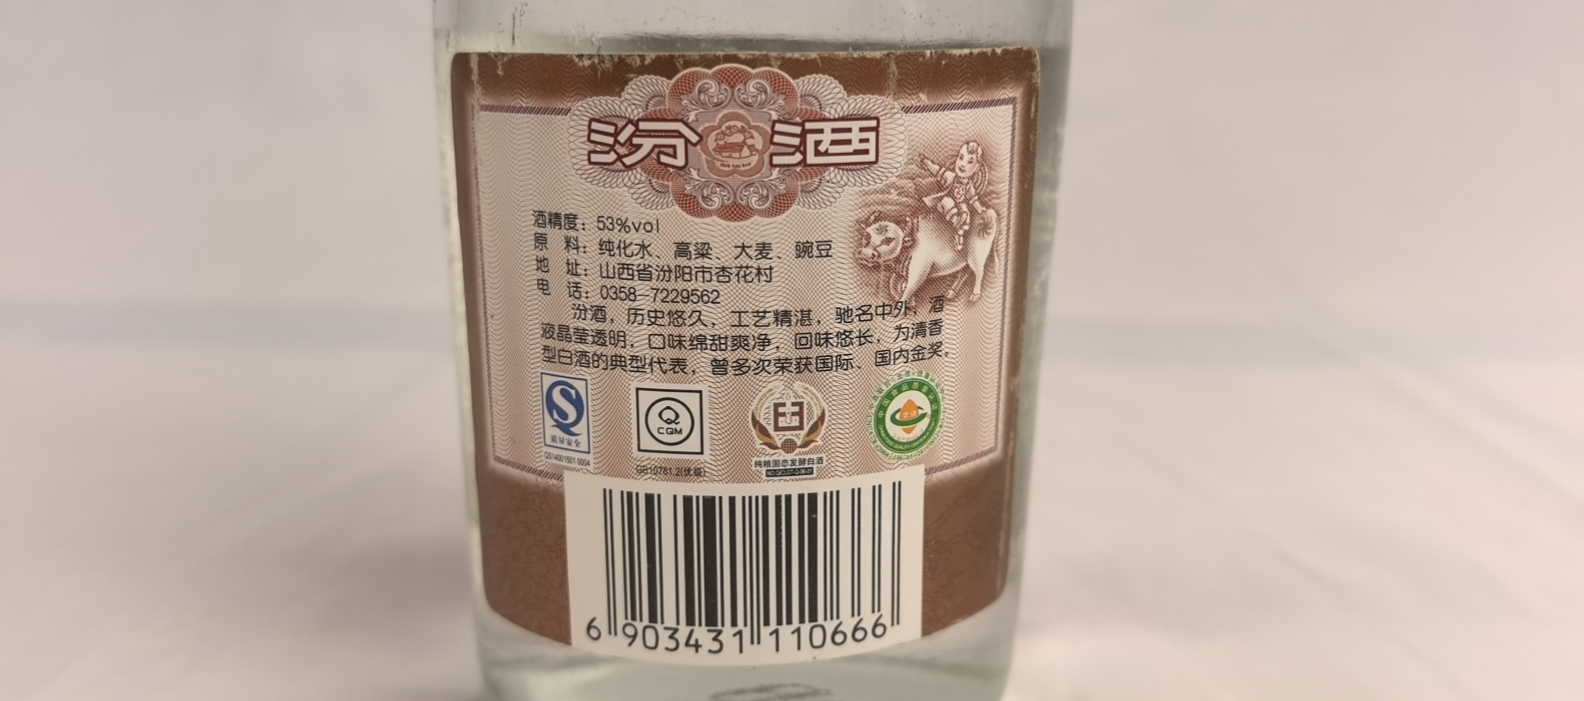 汾酒
酒精度：53%vol
原 料：纯化水、高粱、大麦、豌豆
地 址：山西省汾阳市杏花村
电 话：0358-7229562
汾酒，历史悠久，工艺精湛，驰名中外，酒
液晶莹透明，口味绵甜爽净，回味悠长，为清香
型白酒的典型代表，曾多次荣获国际、国内金奖。
质量安全
QS14001501 0004
CQM
GB10781.2(优级)
纯粮固态发酵白酒
6 903431 110666